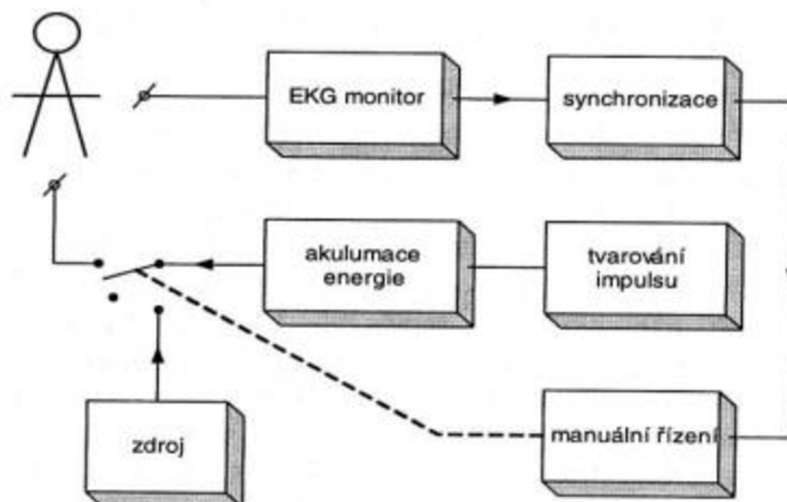 EKG monitor
synchronizace
akulumace
energie
tvarování
impulsu
zdroj
manuální řízení